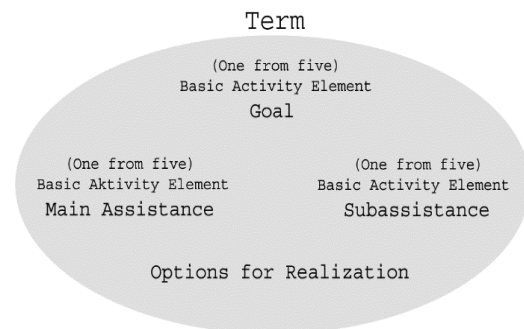 Term
(One from five)
Basic Activity Element
Goal
(One from five)
Basic Aktivity Element
Main Assistance
(One from five)
Basic Activity Element
Subassistance
Options for Realization